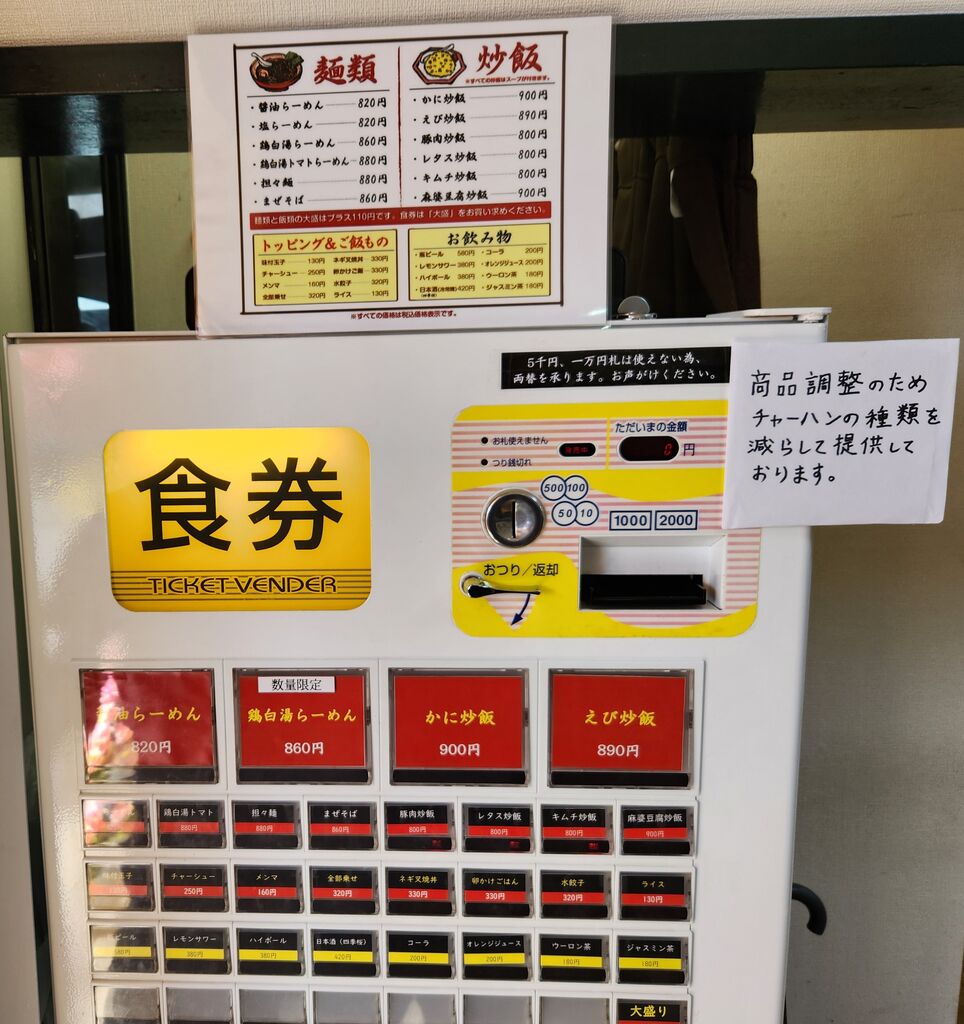 麺類
・醤油らーめん 820円
・塩らーめん 820円
・鶏白湯らーめん 860円
・鶏白湯トマトらーめん 880円
・担々麺 880円
・まぜそば 860円
炒飯
※すべての炒飯はスープが付きます。
・かに炒飯 900円
・えび炒飯 890円
・豚肉炒飯 800円
・レタス炒飯 800円
・キムチ炒飯 800円
・麻婆豆腐炒飯 900円
麺類と飯類の大盛はプラス110円です。食券は「大盛」をお買い求めください。
トッピング&ご飯もの
味付玉子 130円 ネギ叉焼丼 330円
チャーシュー 250円 卵かけご飯 330円
メンマ 160円 水餃子 320円
全部乗せ 320円 ライス 130円
お飲み物
・瓶ビール 580円 ・コーラ 200円
・レモンサワー 380円 ・オレンジジュース 200円
・ハイボール 380円 ・ウーロン茶 180円
・日本酒 420円 ・ジャスミン茶 180円
※すべての価格は税込価格表示です。
5千円、一万円札は使えない為、
両替を承ります。お声がけください。
商品調整のため
チャーハンの種類を
減らして提供して
おります。
食券
TICKET VENDER
お札使えません
つり銭切れ
発売中
ただいまの金額
0 円
500 100
50 10
1000 2000
おつり/返却
油らーめん 820円
数量限定
鶏白湯らーめん 860円
かに炒飯 900円
えび炒飯 890円
鶏白湯トマト 880円
担々麺 880円
まぜそば 860円
豚肉炒飯 800円
レタス炒飯 800円
キムチ炒飯 800円
麻婆豆腐炒飯 900円
味付玉子 130円
チャーシュー 250円
メンマ 160円
全部乗せ 320円
ネギ叉焼丼 330円
卵かけごはん 330円
水餃子 320円
ライス 130円
ビール 580円
レモンサワー 380円
ハイボール 380円
日本酒(四季桜) 420円
コーラ 200円
オレンジジュース 200円
ウーロン茶 180円
ジャスミン茶 180円
大盛り